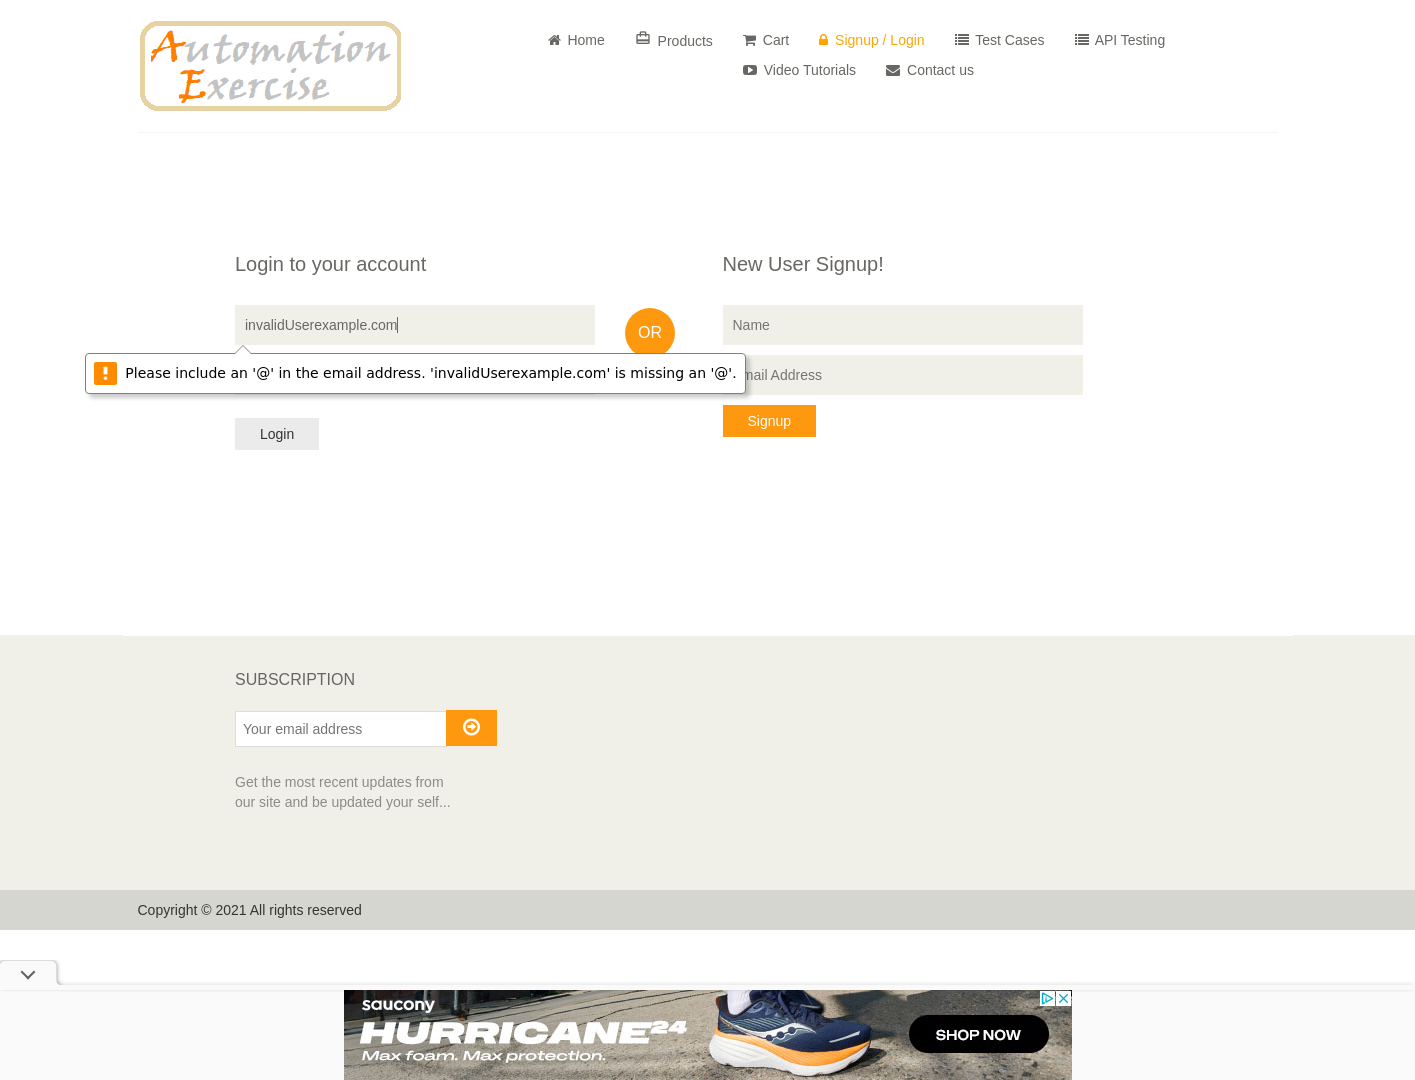 Automation
Exercise
Home
Products
Cart
Signup / Login
Test Cases
API Testing
Video Tutorials
Contact us
Login to your account
New User Signup!
invalidUserexample.com
OR
Name
Please include an '@' in the email address. 'invalidUserexample.com' is missing an '@'.
mail Address
Login
Signup
SUBSCRIPTION
Your email address
Get the most recent updates from
our site and be updated your self...
Copyright © 2021 All rights reserved
saucony
HURRICANE24
Max foam. Max protection.
SHOP NOW